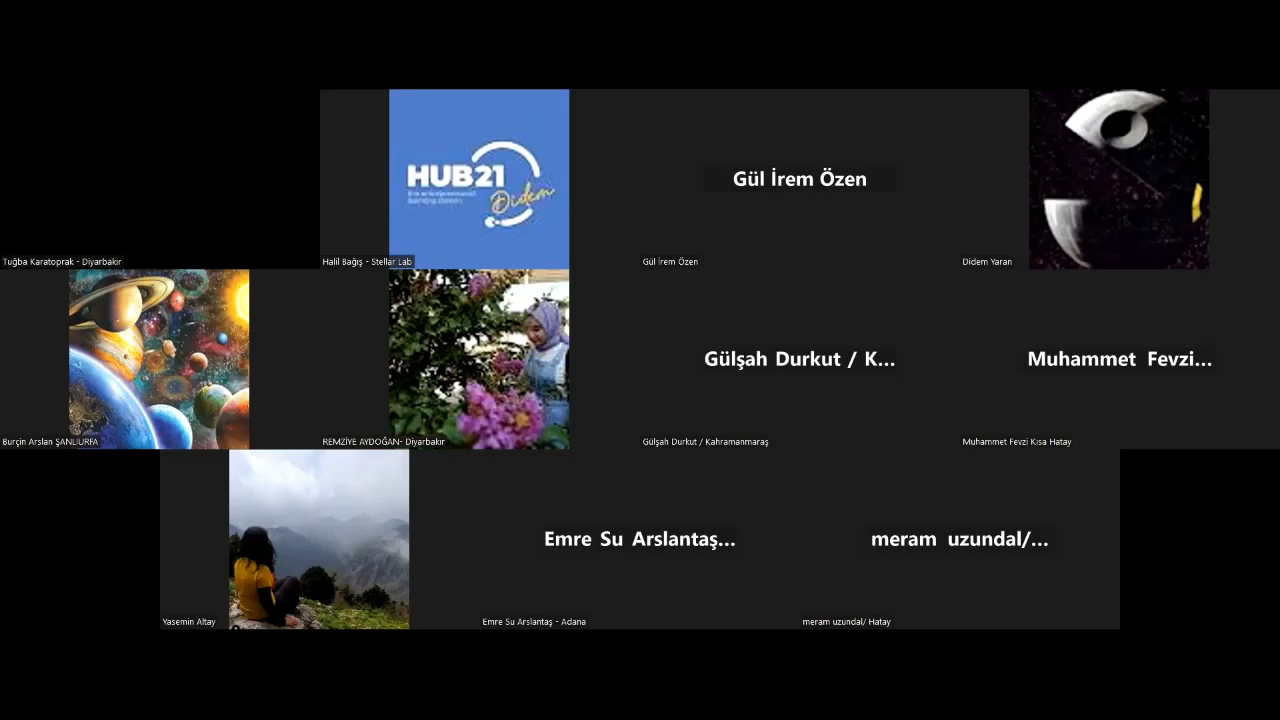 HUB21
Didem
Gül İrem Özen
Tuğba Karatoprak - Diyarbakır
Halil Bağış - Stellar Lab
Gül İrem Özen
Didem Yaran
Gülşah Durkut / K...
Muhammet Fevzi...
Burçin Arslan ŞANLIURFA
REMZİYE AYDOĞAN- Diyarbakır
Gülşah Durkut / Kahramanmaraş
Muhammet Fevzi Kısa Hatay
Emre Su Arslantaş...
meram uzundal/...
Yasemin Altay
Emre Su Arslantaş - Adana
meram uzundal/ Hatay